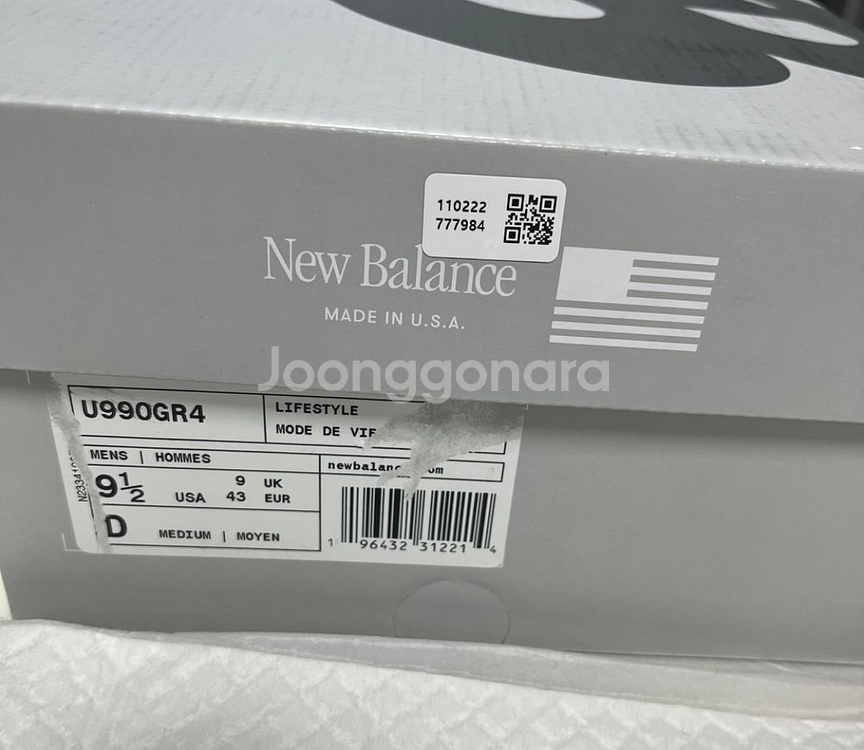 110222
777984
New Balance
MADE IN U.S.A.
Joonggonara
U990GR4
LIFESTYLE
MODE DE VIE
MENS | HOMMES
9½ USA
9 UK
43 EUR
D
MEDIUM | MOYEN
1 96432 31221 4